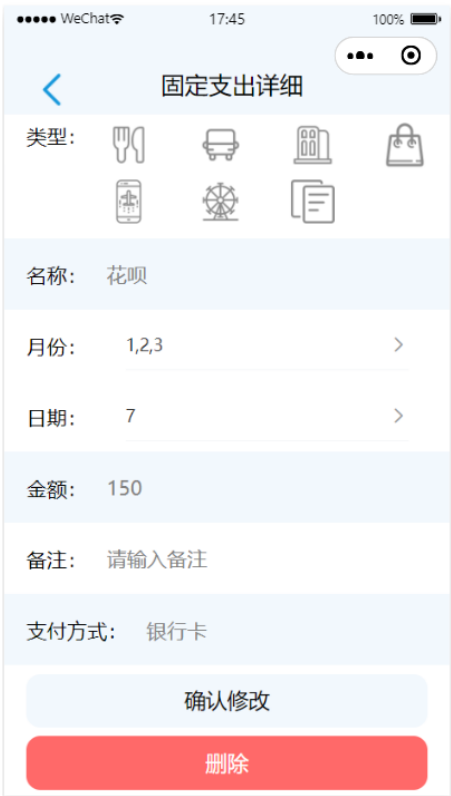 WeChat 17:45 100%
固定支出详细
类型：
名称： 花呗
月份： 1,2,3
日期： 7
金额： 150
备注： 请输入备注
支付方式： 银行卡
确认修改
删除